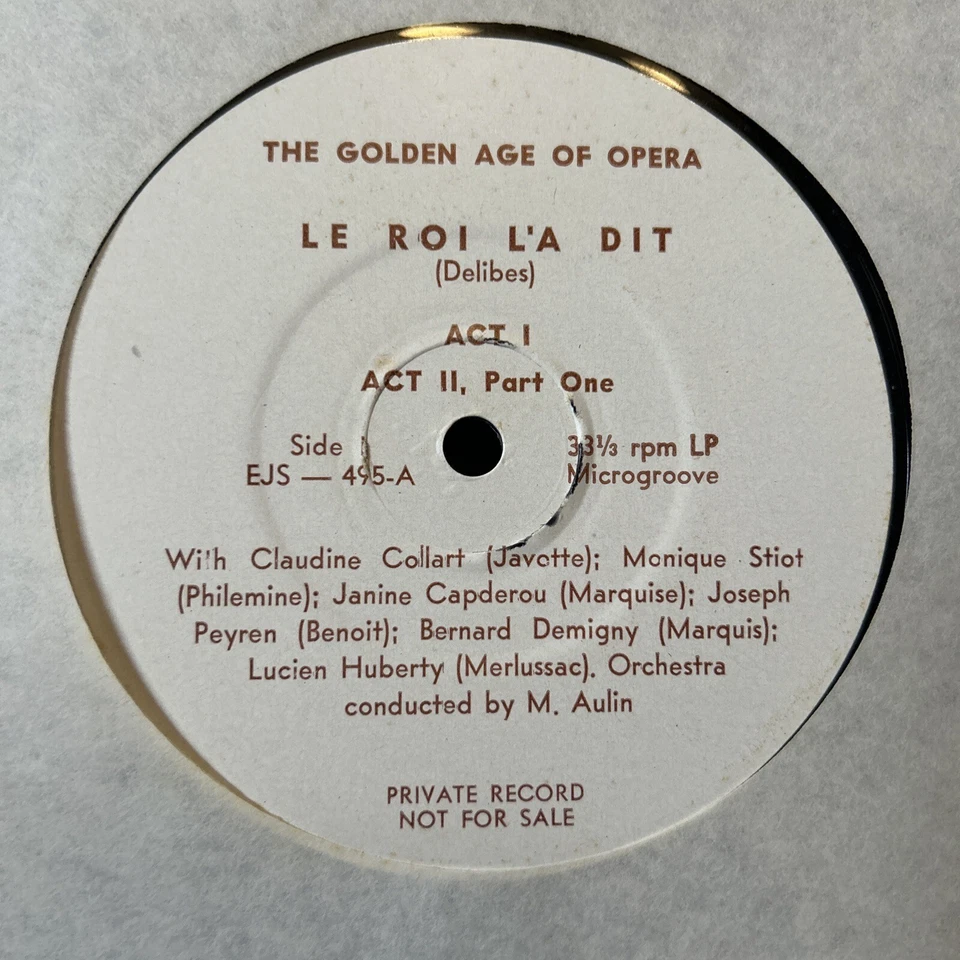 THE GOLDEN AGE OF OPERA
LE ROI L'A DIT
(Delibes)
ACT I
ACT II, Part One
Side
33⅓ rpm LP
EJS — 495-A
Microgroove
With Claudine Collart (Javotte); Monique Stiot
(Philemine); Janine Capderou (Marquise); Joseph
Peyren (Benoit); Bernard Demigny (Marquis);
Lucien Huberty (Merlussac). Orchestra
conducted by M. Aulin
PRIVATE RECORD
NOT FOR SALE